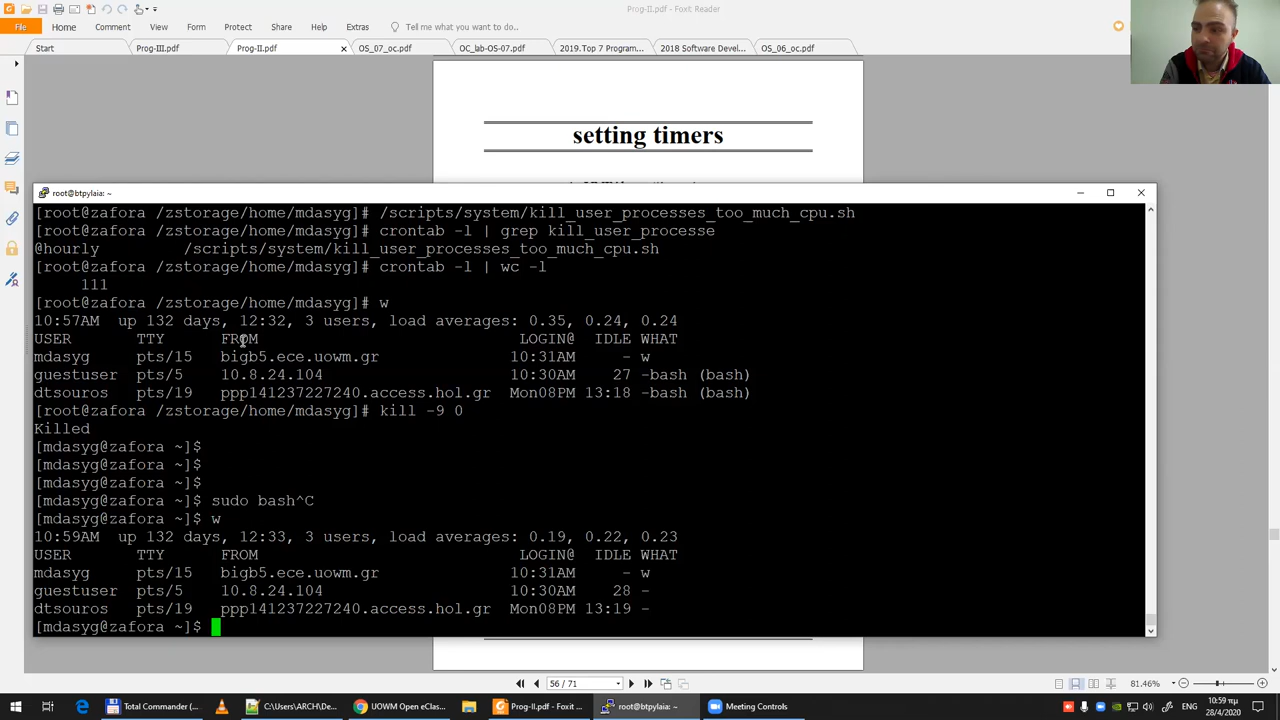 Prog-II.pdf - Foxit Reader
File Home Comment View Form Protect Share Help Extras Tell me what you want to do...
Start Prog-III.pdf Prog-II.pdf OS_07_oc.pdf OC_lab-OS-07.pdf 2019.Top 7 Program... 2018 Software Develop... OS_06_oc.pdf
setting timers
root@btpylaia: ~
[root@zafora /zstorage/home/mdasyg]# /scripts/system/kill_user_processes_too_much_cpu.sh
[root@zafora /zstorage/home/mdasyg]# crontab -l | grep kill_user_processe
@hourly /scripts/system/kill_user_processes_too_much_cpu.sh
[root@zafora /zstorage/home/mdasyg]# crontab -l | wc -l
111
[root@zafora /zstorage/home/mdasyg]# w
10:57AM up 132 days, 12:32, 3 users, load averages: 0.35, 0.24, 0.24
USER TTY FROM LOGIN@ IDLE WHAT
mdasyg pts/15 bigb5.ece.uowm.gr 10:31AM - w
guestuser pts/5 10.8.24.104 10:30AM 27 -bash (bash)
dtsouros pts/19 ppp141237227240.access.hol.gr Mon08PM 13:18 -bash (bash)
[root@zafora /zstorage/home/mdasyg]# kill -9 0
Killed
[mdasyg@zafora ~]$
[mdasyg@zafora ~]$
[mdasyg@zafora ~]$
[mdasyg@zafora ~]$ sudo bash^C
[mdasyg@zafora ~]$ w
10:59AM up 132 days, 12:33, 3 users, load averages: 0.19, 0.22, 0.23
USER TTY FROM LOGIN@ IDLE WHAT
mdasyg pts/15 bigb5.ece.uowm.gr 10:31AM - w
guestuser pts/5 10.8.24.104 10:30AM 28 -
dtsouros pts/19 ppp141237227240.access.hol.gr Mon08PM 13:19 -
[mdasyg@zafora ~]$
56 / 71 81.46%
Total Commander (... C:\Users\ARCH\De... UOWM Open eClass... Prog-II.pdf - Foxit ... root@btpylaia: ~ Meeting Controls 10:59 πμ
28/4/2020